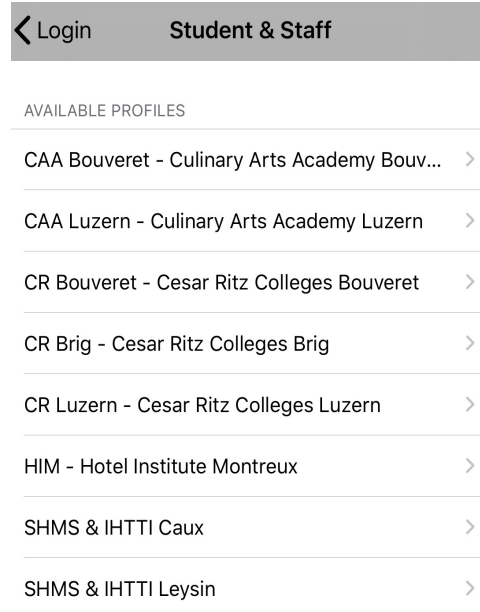 Login Student & Staff
AVAILABLE PROFILES
CAA Bouveret - Culinary Arts Academy Bouv...
CAA Luzern - Culinary Arts Academy Luzern
CR Bouveret - Cesar Ritz Colleges Bouveret
CR Brig - Cesar Ritz Colleges Brig
CR Luzern - Cesar Ritz Colleges Luzern
HIM - Hotel Institute Montreux
SHMS & IHTTI Caux
SHMS & IHTTI Leysin